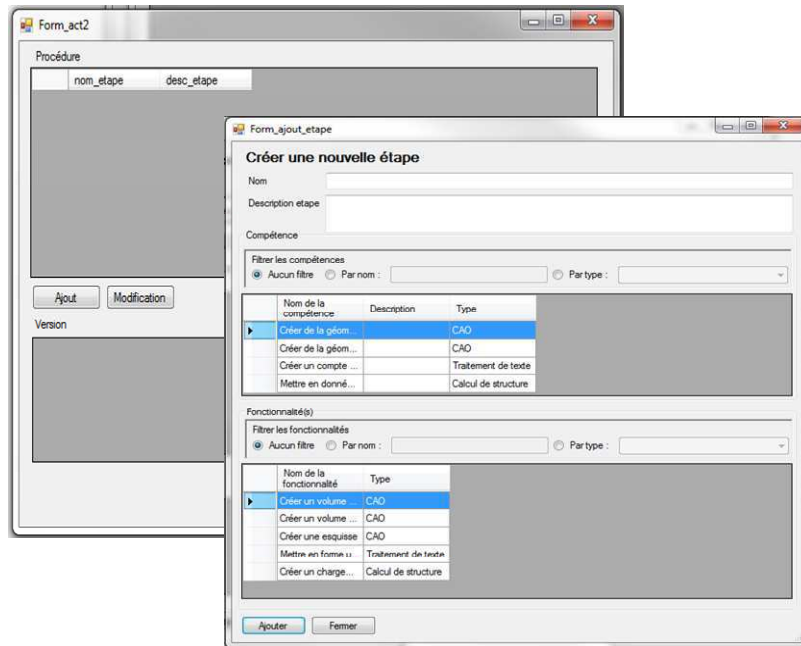 Form_act2
Procédure
nom_etape desc_etape
Ajout Modification
Version
Form_ajout_etape
Créer une nouvelle étape
Nom
Description etape
Compétence
Filtrer les compétences
Aucun filtre Par nom : Par type :
Nom de la compétence Description Type
Créer de la géom... CAO
Créer de la géom... CAO
Créer un compte ... Traitement de texte
Mettre en donné... Calcul de structure
Fonctionnalité(s)
Filtrer les fonctionnalités
Aucun filtre Par nom : Par type :
Nom de la fonctionnalité Type
Créer un volume ... CAO
Créer un volume ... CAO
Créer une esquisse CAO
Mettre en forme u... Traitement de texte
Créer un charge... Calcul de structure
Ajouter Fermer